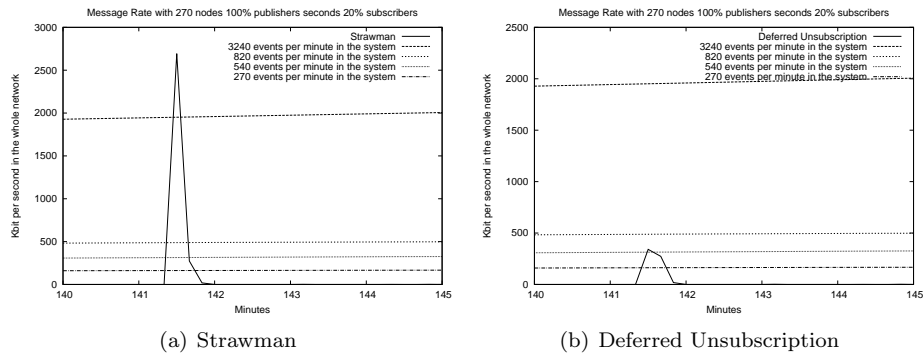 Message Rate with 270 nodes 100% publishers seconds 20% subscribers
Strawman
3240 events per minute in the system
820 events per minute in the system
540 events per minute in the system
270 events per minute in the system
Kbit per second in the whole network
3000
2500
2000
1500
1000
500
0
140 141 142 143 144 145
Minutes
(a) Strawman
Message Rate with 270 nodes 100% publishers seconds 20% subscribers
Deferred Unsubscription
3240 events per minute in the system
820 events per minute in the system
540 events per minute in the system
270 events per minute in the system
Kbit per second in the whole network
2500
2000
1500
1000
500
0
140 141 142 143 144 145
Minutes
(b) Deferred Unsubscription